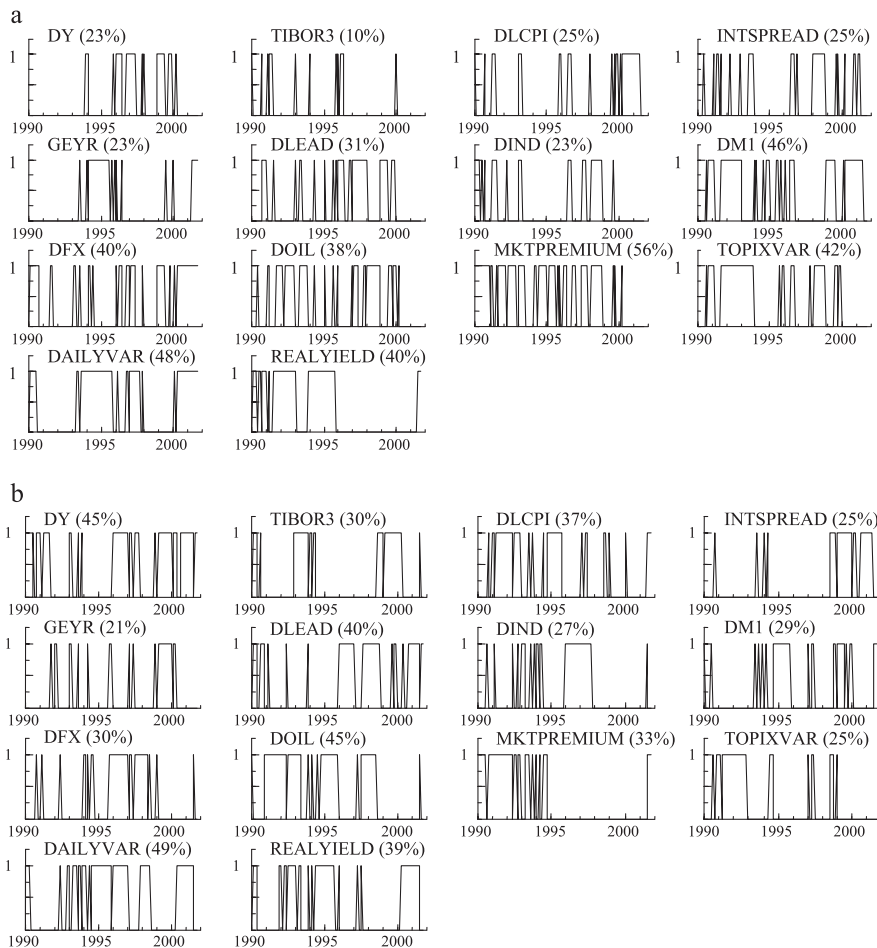 a
DY (23%) TIBOR3 (10%) DLCPI (25%) INTSPREAD (25%)
1 1 1 1
1990 1995 2000 1990 1995 2000 1990 1995 2000 1990 1995 2000
GEYR (23%) DLEAD (31%) DIND (23%) DM1 (46%)
1 1 1 1
1990 1995 2000 1990 1995 2000 1990 1995 2000 1990 1995 2000
DFX (40%) DOIL (38%) MKTPREMIUM (56%) TOPIXVAR (42%)
1 1 1 1
1990 1995 2000 1990 1995 2000 1990 1995 2000 1990 1995 2000
DAILYVAR (48%) REALYIELD (40%)
1 1
1990 1995 2000 1990 1995 2000
b
DY (45%) TIBOR3 (30%) DLCPI (37%) INTSPREAD (25%)
1 1 1 1
1990 1995 2000 1990 1995 2000 1990 1995 2000 1990 1995 2000
GEYR (21%) DLEAD (40%) DIND (27%) DM1 (29%)
1 1 1 1
1990 1995 2000 1990 1995 2000 1990 1995 2000 1990 1995 2000
DFX (30%) DOIL (45%) MKTPREMIUM (33%) TOPIXVAR (25%)
1 1 1 1
1990 1995 2000 1990 1995 2000 1990 1995 2000 1990 1995 2000
DAILYVAR (49%) REALYIELD (39%)
1 1
1990 1995 2000 1990 1995 2000